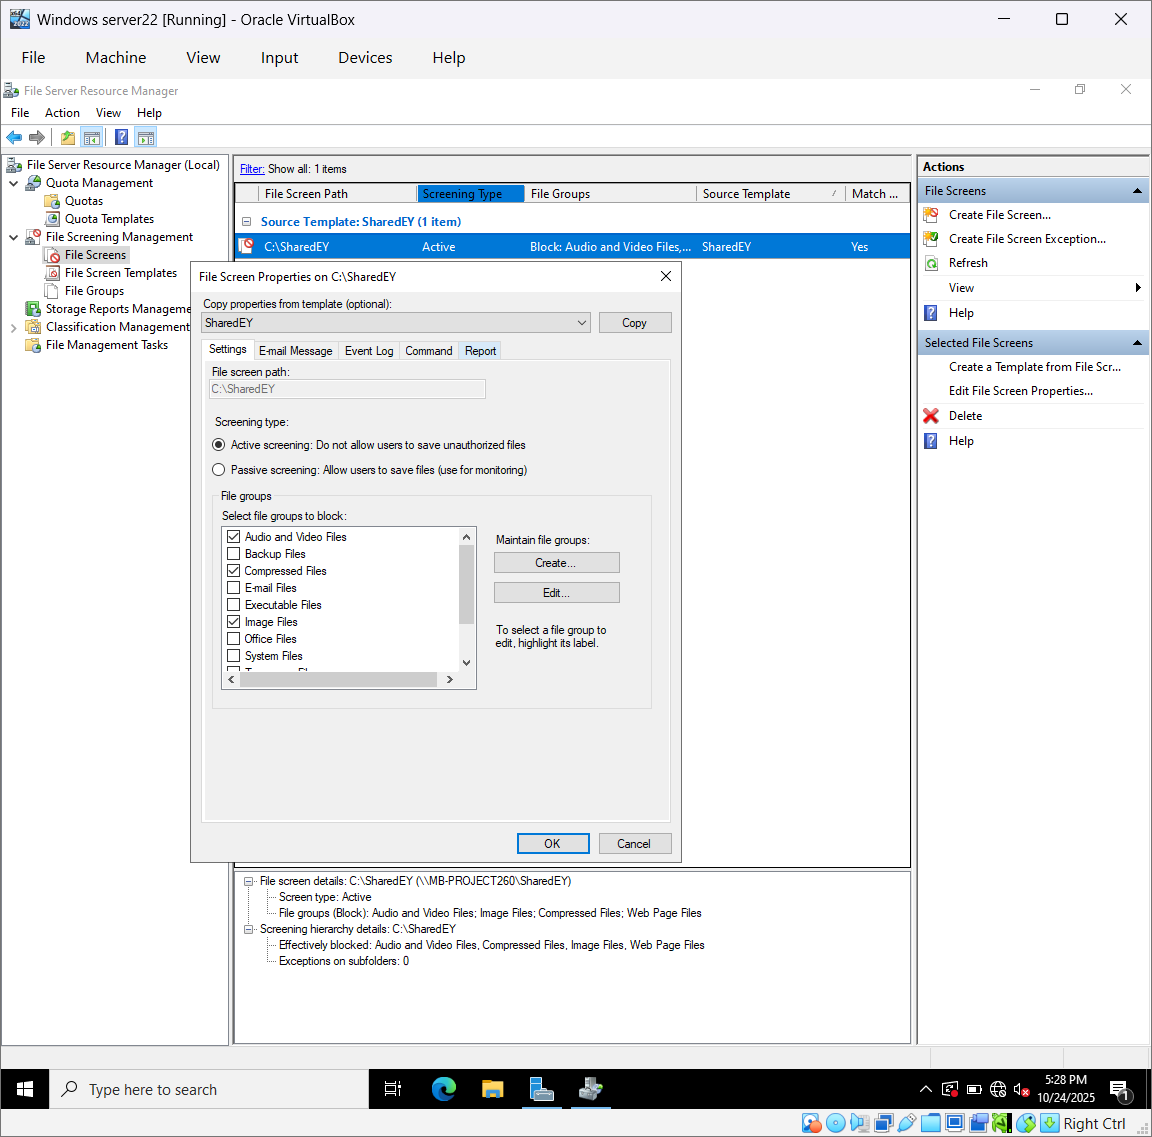 Windows server22 [Running] - Oracle VirtualBox
File Machine View Input Devices Help
File Server Resource Manager
File Action View Help
File Server Resource Manager (Local)
Quota Management
Quotas
Quota Templates
File Screening Management
File Screens
File Screen Templates
File Groups
Storage Reports Manageme
Classification Management
File Management Tasks
Filter: Show all: 1 items
File Screen Path Screening Type File Groups Source Template Match ...
Source Template: SharedEY (1 item)
C:\SharedEY Active Block: Audio and Video Files,... SharedEY Yes
File Screen Properties on C:\SharedEY
Copy properties from template (optional):
SharedEY Copy
Settings E-mail Message Event Log Command Report
File screen path:
C:\SharedEY
Screening type:
Active screening: Do not allow users to save unauthorized files
Passive screening: Allow users to save files (use for monitoring)
File groups
Select file groups to block:
Audio and Video Files
Backup Files
Compressed Files
E-mail Files
Executable Files
Image Files
Office Files
System Files
Maintain file groups:
Create...
Edit...
To select a file group to
edit, highlight its label.
OK Cancel
File screen details: C:\SharedEY (\\MB-PROJECT260\SharedEY)
Screen type: Active
File groups (Block): Audio and Video Files; Image Files; Compressed Files; Web Page Files
Screening hierarchy details: C:\SharedEY
Effectively blocked: Audio and Video Files, Compressed Files, Image Files, Web Page Files
Exceptions on subfolders: 0
Actions
File Screens
Create File Screen...
Create File Screen Exception...
Refresh
View
Help
Selected File Screens
Create a Template from File Scr...
Edit File Screen Properties...
Delete
Help
Type here to search
5:28 PM
10/24/2025
1
Right Ctrl